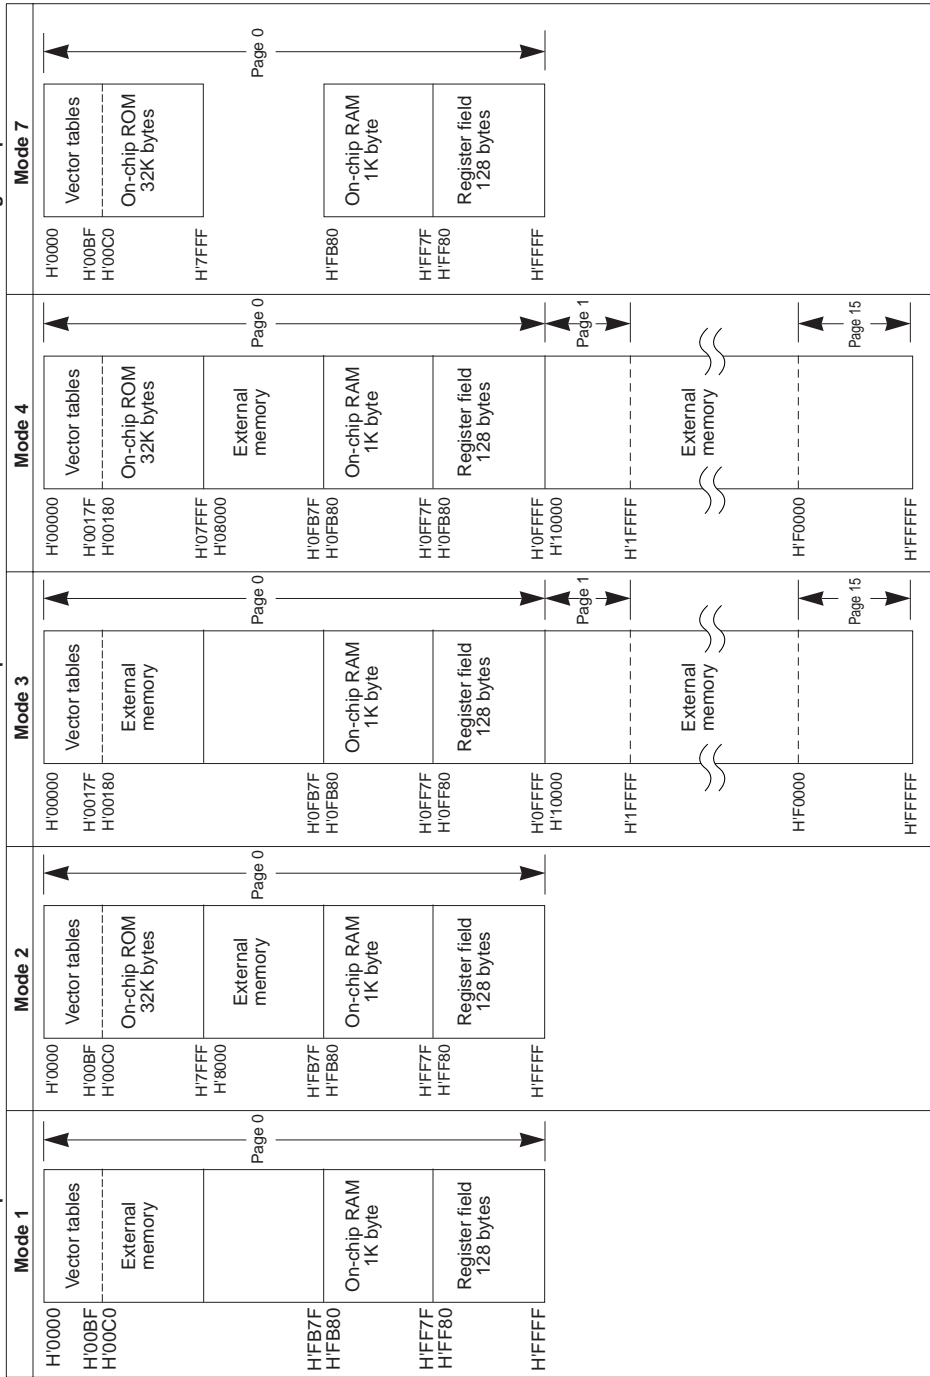 Mode 1
H'0000
H'00BF
H'00C0
H'FB7F
H'FB80
H'FF7F
H'FF80
H'FFFF
Vector tables
External
memory
On-chip RAM
1K byte
Register field
128 bytes
Page 0
Mode 2
H'0000
H'00BF
H'00C0
H'7FFF
H'8000
H'FB7F
H'FB80
H'FF7F
H'FF80
H'FFFF
Vector tables
On-chip ROM
32K bytes
External
memory
On-chip RAM
1K byte
Register field
128 bytes
Page 0
Mode 3
H'00000
H'0017F
H'00180
H'0FB7F
H'0FB80
H'0FF7F
H'0FF80
H'0FFFF
H'10000
H'1FFFF
H'F0000
H'FFFFF
Vector tables
External
memory
On-chip RAM
1K byte
Register field
128 bytes
External
memory
Page 0
Page 1
Page 15
Mode 4
H'00000
H'0017F
H'00180
H'07FFF
H'08000
H'0FB7F
H'0FB80
H'0FF7F
H'0FB80
H'0FFFF
H'10000
H'1FFFF
H'F0000
H'FFFFF
Vector tables
On-chip ROM
32K bytes
External
memory
On-chip RAM
1K byte
Register field
128 bytes
External
memory
Page 0
Page 1
Page 15
Mode 7
H'0000
H'00BF
H'00C0
H'7FFF
H'FB80
H'FF7F
H'FF80
H'FFFF
Vector tables
On-chip ROM
32K bytes
On-chip RAM
1K byte
Register field
128 bytes
Page 0